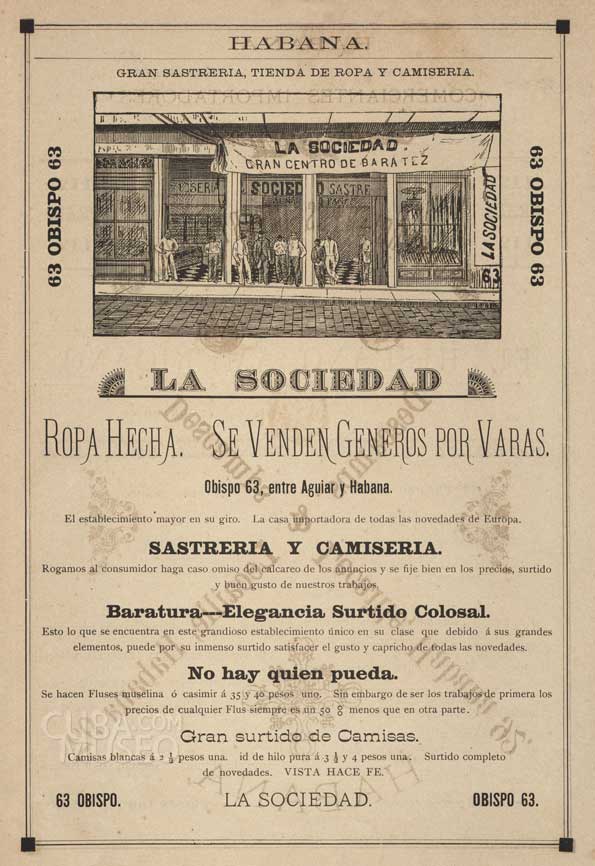 HABANA.
GRAN SASTRERIA, TIENDA DE ROPA Y CAMISERIA.
63 OBISPO 63
LA SOCIEDAD.
GRAN CENTRO DE BARATEZ
SOCIEDAD SASTRE
LA SOCIEDAD
63
63 OBISPO 63
LA SOCIEDAD
ROPA HECHA. SE VENDEN GENEROS POR VARAS.
Obispo 63, entre Aguiar y Habana.
El establecimiento mayor en su giro. La casa importadora de todas las novedades de Europa.
SASTRERIA Y CAMISERIA.
Rogamos al consumidor haga caso omiso del calcareo de los anuncios y se fije bien en los precios, surtido
y buen gusto de nuestros trabajos.
Baratura---Elegancia Surtido Colosal.
Esto lo que se encuentra en este grandioso establecimiento único en su clase que debido á sus grandes
elementos, puede por su inmenso surtido satisfacer el gusto y capricho de todas las novedades.
No hay quien pueda.
Se hacen Fluses muselina ó casimir á 35 y 40 pesos uno. Sin embargo de ser los trabajos de primera los
precios de cualquier Flus siempre es un 50 % menos que en otra parte.
Gran surtido de Camisas.
Camisas blancas á 2 ½ pesos una. id de hilo pura á 3 ½ y 4 pesos una. Surtido completo
de novedades. VISTA HACE FE.
63 OBISPO. LA SOCIEDAD. OBISPO 63.
CUBA.COM
MUSEO